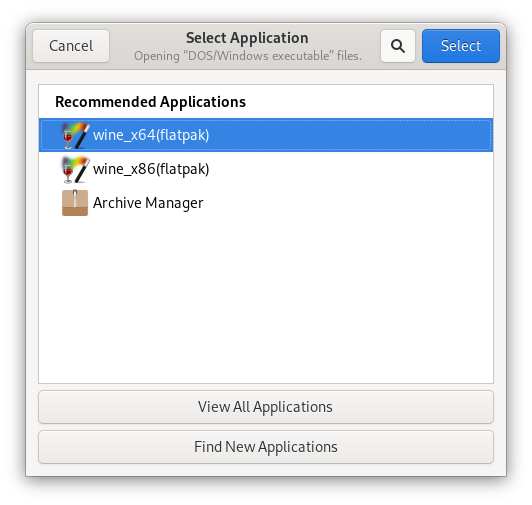 Cancel
Select Application
Opening “DOS/Windows executable” files.
Select
Recommended Applications
wine_x64(flatpak)
wine_x86(flatpak)
Archive Manager
View All Applications
Find New Applications